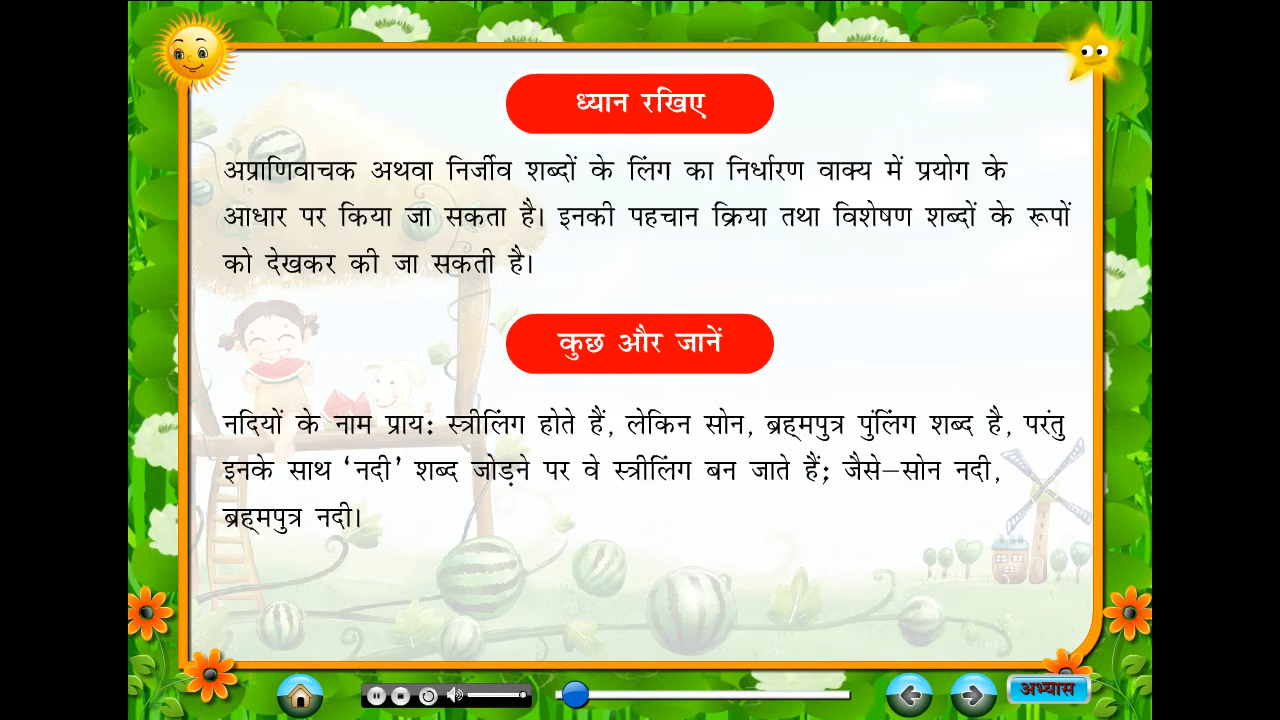 ध्यान रखिए
अप्राणिवाचक अथवा निर्जीव शब्दों के लिंग का निर्धारण वाक्य में प्रयोग के
आधार पर किया जा सकता है। इनकी पहचान क्रिया तथा विशेषण शब्दों के रूपों
को देखकर की जा सकती है।
कुछ और जानें
नदियों के नाम प्राय: स्त्रीलिंग होते हैं, लेकिन सोन, ब्रह्मपुत्र पुंलिंग शब्द है, परंतु
इनके साथ ‘नदी’ शब्द जोड़ने पर वे स्त्रीलिंग बन जाते हैं; जैसे–सोन नदी,
ब्रह्मपुत्र नदी।
अभ्यास